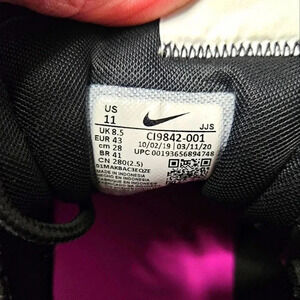 US
11
JJS
UK 8.5
EUR 43
cm 28
BR 41
CN 280(2.5)
CI9842-001
10/02/19 03/11/20
UPC 00193656894748
MADE IN INDONESIA